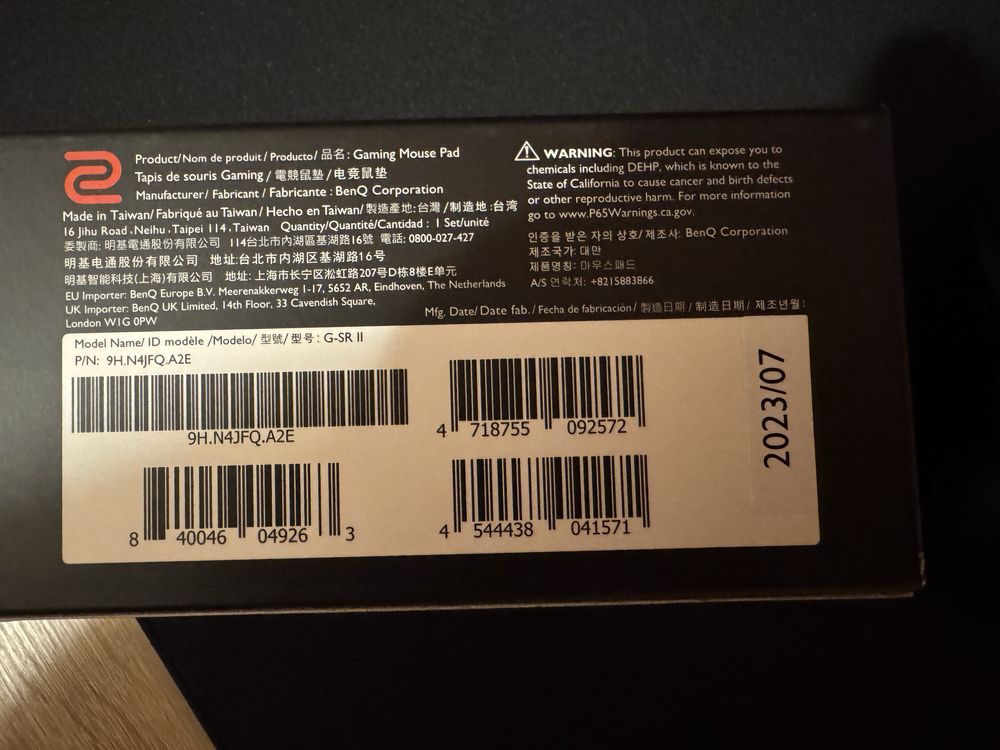 Product/Nom de produit / Producto/ 品名: Gaming Mouse Pad
Tapis de souris Gaming / 電競鼠墊 / 电竞鼠垫
Manufacturer/ Fabricant / Fabricante : BenQ Corporation
Made in Taiwan/ Fabriqué au Taiwan / Hecho en Taiwan/ 製造產地:台灣 /制造地:台湾
16 Jihu Road . Neihu . Taipei 114 . Taiwan Quantity/Quantité/Cantidad : 1 Set/unité
委製商: 明基電通股份有限公司 114台北市內湖區基湖路16號 電話: 0800-027-427
明基电通股份有限公司 地址:台北市内湖区基湖路16号
明基智能科技(上海)有限公司 地址: 上海市长宁区淞虹路207号D栋8楼E单元
EU Importer: BenQ Europe B.V. Meerenakkerweg 1-17, 5652 AR, Eindhoven, The Netherlands
UK Importer: BenQ UK Limited, 14th Floor, 33 Cavendish Square,
London W1G 0PW
WARNING: This product can expose you to
chemicals including DEHP, which is known to the
State of California to cause cancer and birth defects
or other reproductive harm. For more information
go to www.P65Warnings.ca.gov.
인증을 받은 자의 상호/ 제조사: BenQ Corporation
제조국가: 대만
제품명칭: 마우스패드
A/S 연락처: +8215883866
Mfg. Date/ Date fab. / Fecha de fabricación / 製造日期 / 制造日期 / 제조년월:
Model Name/ ID modèle /Modelo/ 型號/ 型号 : G-SR II
P/N: 9H.N4JFQ.A2E
9H.N4JFQ.A2E
4 718755 092572
8 40046 04926 3
4 544438 041571
2023/07